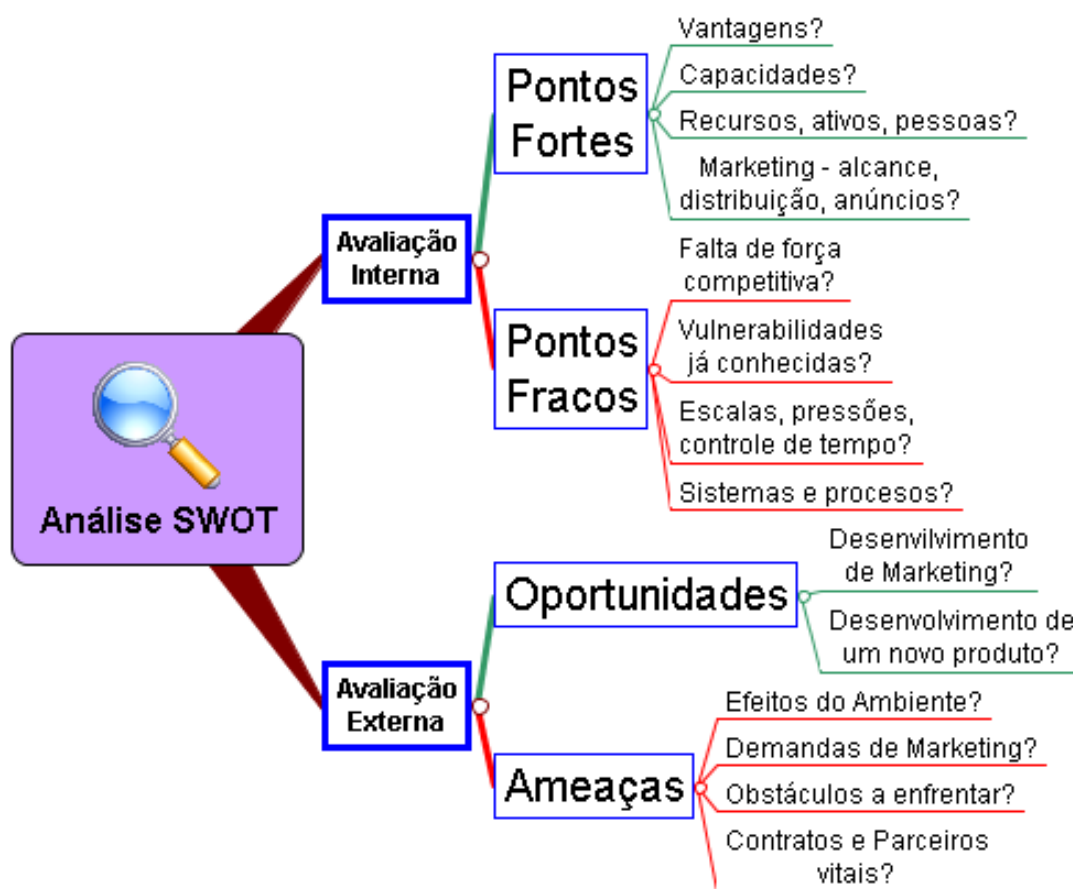 Análise SWOT
Avaliação
Interna
Pontos
Fortes
Vantagens?
Capacidades?
Recursos, ativos, pessoas?
Marketing - alcance,
distribuição, anúncios?
Pontos
Fracos
Falta de força
competitiva?
Vulnerabilidades
já conhecidas?
Escalas, pressões,
controle de tempo?
Sistemas e procesos?
Avaliação
Externa
Oportunidades
Desenvilvimento
de Marketing?
Desenvolvimento de
um novo produto?
Ameaças
Efeitos do Ambiente?
Demandas de Marketing?
Obstáculos a enfrentar?
Contratos e Parceiros
vitais?